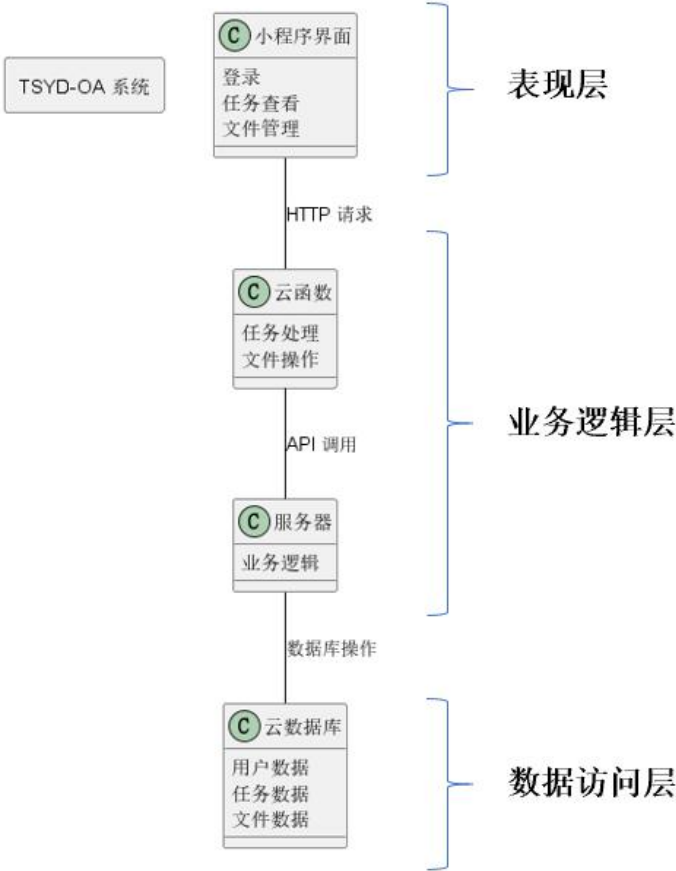 C 小程序界面
TSYD-OA 系统
登录
任务查看
文件管理
表现层
HTTP 请求
C 云函数
任务处理
文件操作
业务逻辑层
API 调用
C 服务器
业务逻辑
数据库操作
C 云数据库
用户数据
任务数据
文件数据
数据访问层